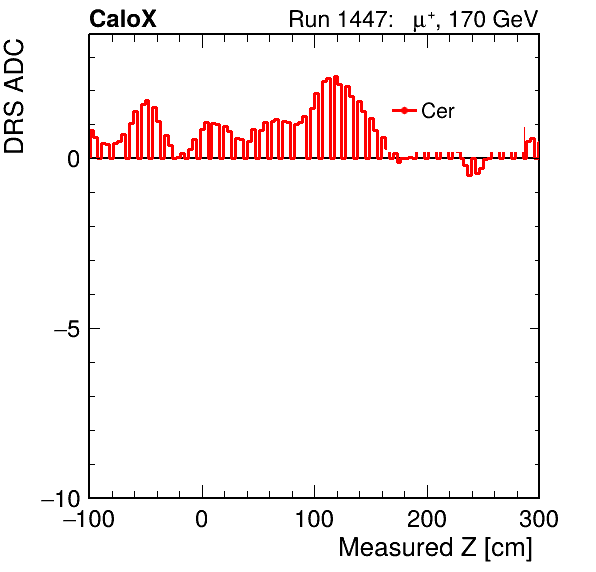 CaloX Run 1447: μ⁺, 170 GeV
DRS ADC
Cer
0
−5
−10
−100 0 100 200 300
Measured Z [cm]